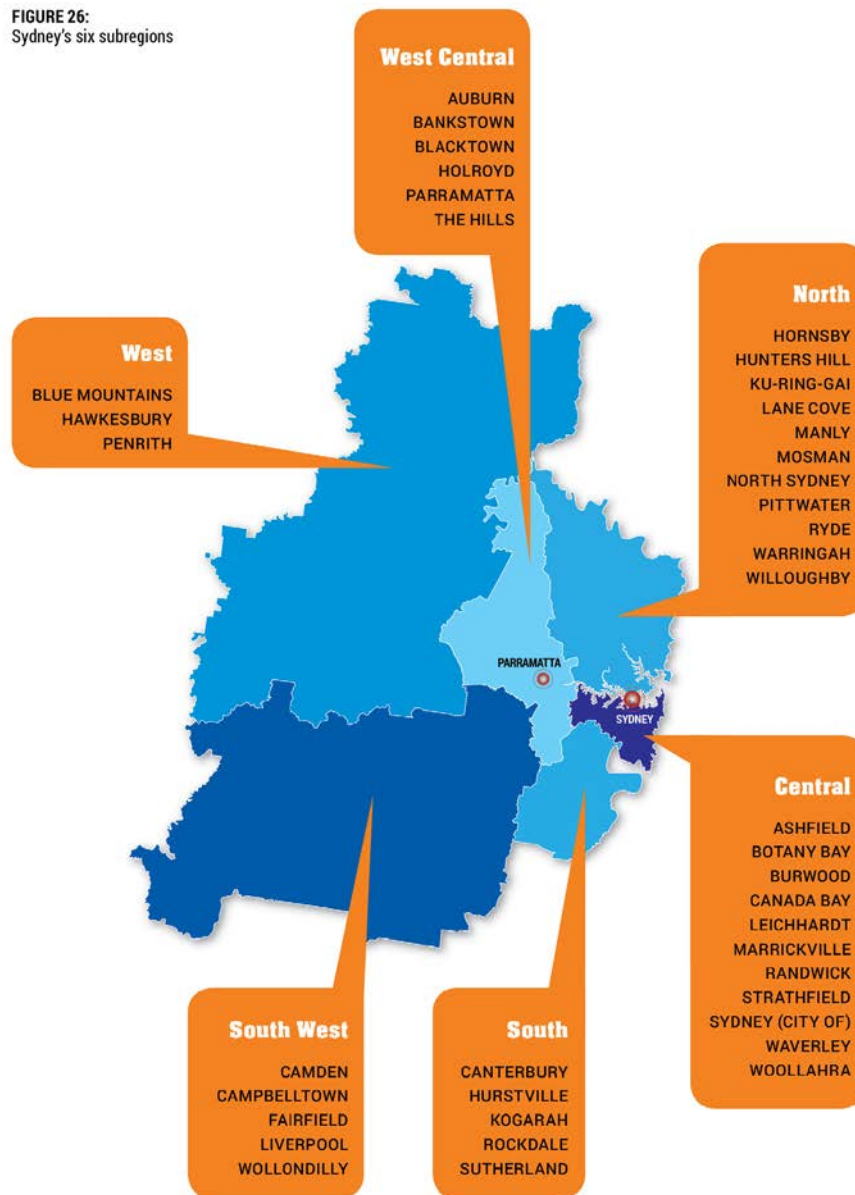 FIGURE 26:
Sydney's six subregions
West Central
AUBURN
BANKSTOWN
BLACKTOWN
HOLROYD
PARRAMATTA
THE HILLS
North
HORNSBY
HUNTERS HILL
KU-RING-GAI
LANE COVE
MANLY
MOSMAN
NORTH SYDNEY
PITTWATER
RYDE
WARRINGAH
WILLOUGHBY
West
BLUE MOUNTAINS
HAWKESBURY
PENRITH
PARRAMATTA
SYDNEY
Central
ASHFIELD
BOTANY BAY
BURWOOD
CANADA BAY
LEICHHARDT
MARRICKVILLE
RANDWICK
STRATHFIELD
SYDNEY (CITY OF)
WAVERLEY
WOOLLAHRA
South West
CAMDEN
CAMPBELLTOWN
FAIRFIELD
LIVERPOOL
WOLLONDILLY
South
CANTERBURY
HURSTVILLE
KOGARAH
ROCKDALE
SUTHERLAND